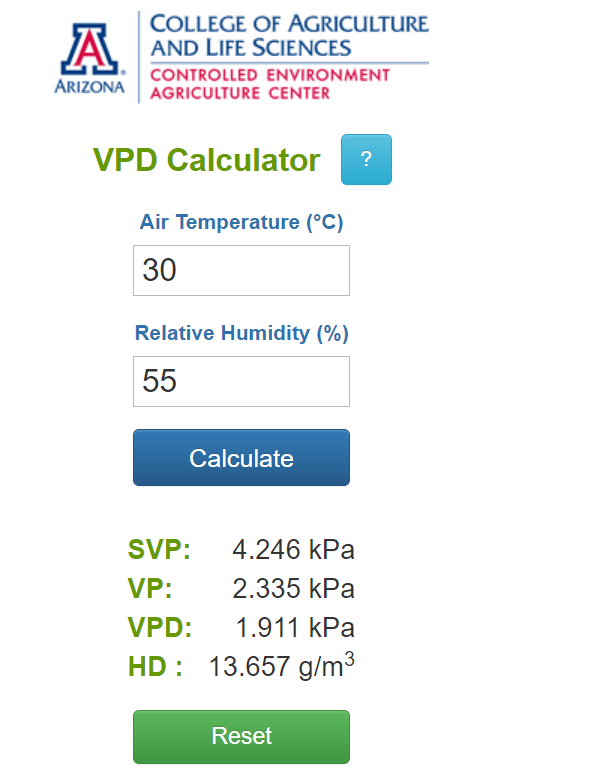 COLLEGE OF AGRICULTURE
AND LIFE SCIENCES
CONTROLLED ENVIRONMENT
AGRICULTURE CENTER
A
ARIZONA
VPD Calculator ?
Air Temperature (°C)
30
Relative Humidity (%)
55
Calculate
SVP: 4.246 kPa
VP: 2.335 kPa
VPD: 1.911 kPa
HD : 13.657 g/m³
Reset